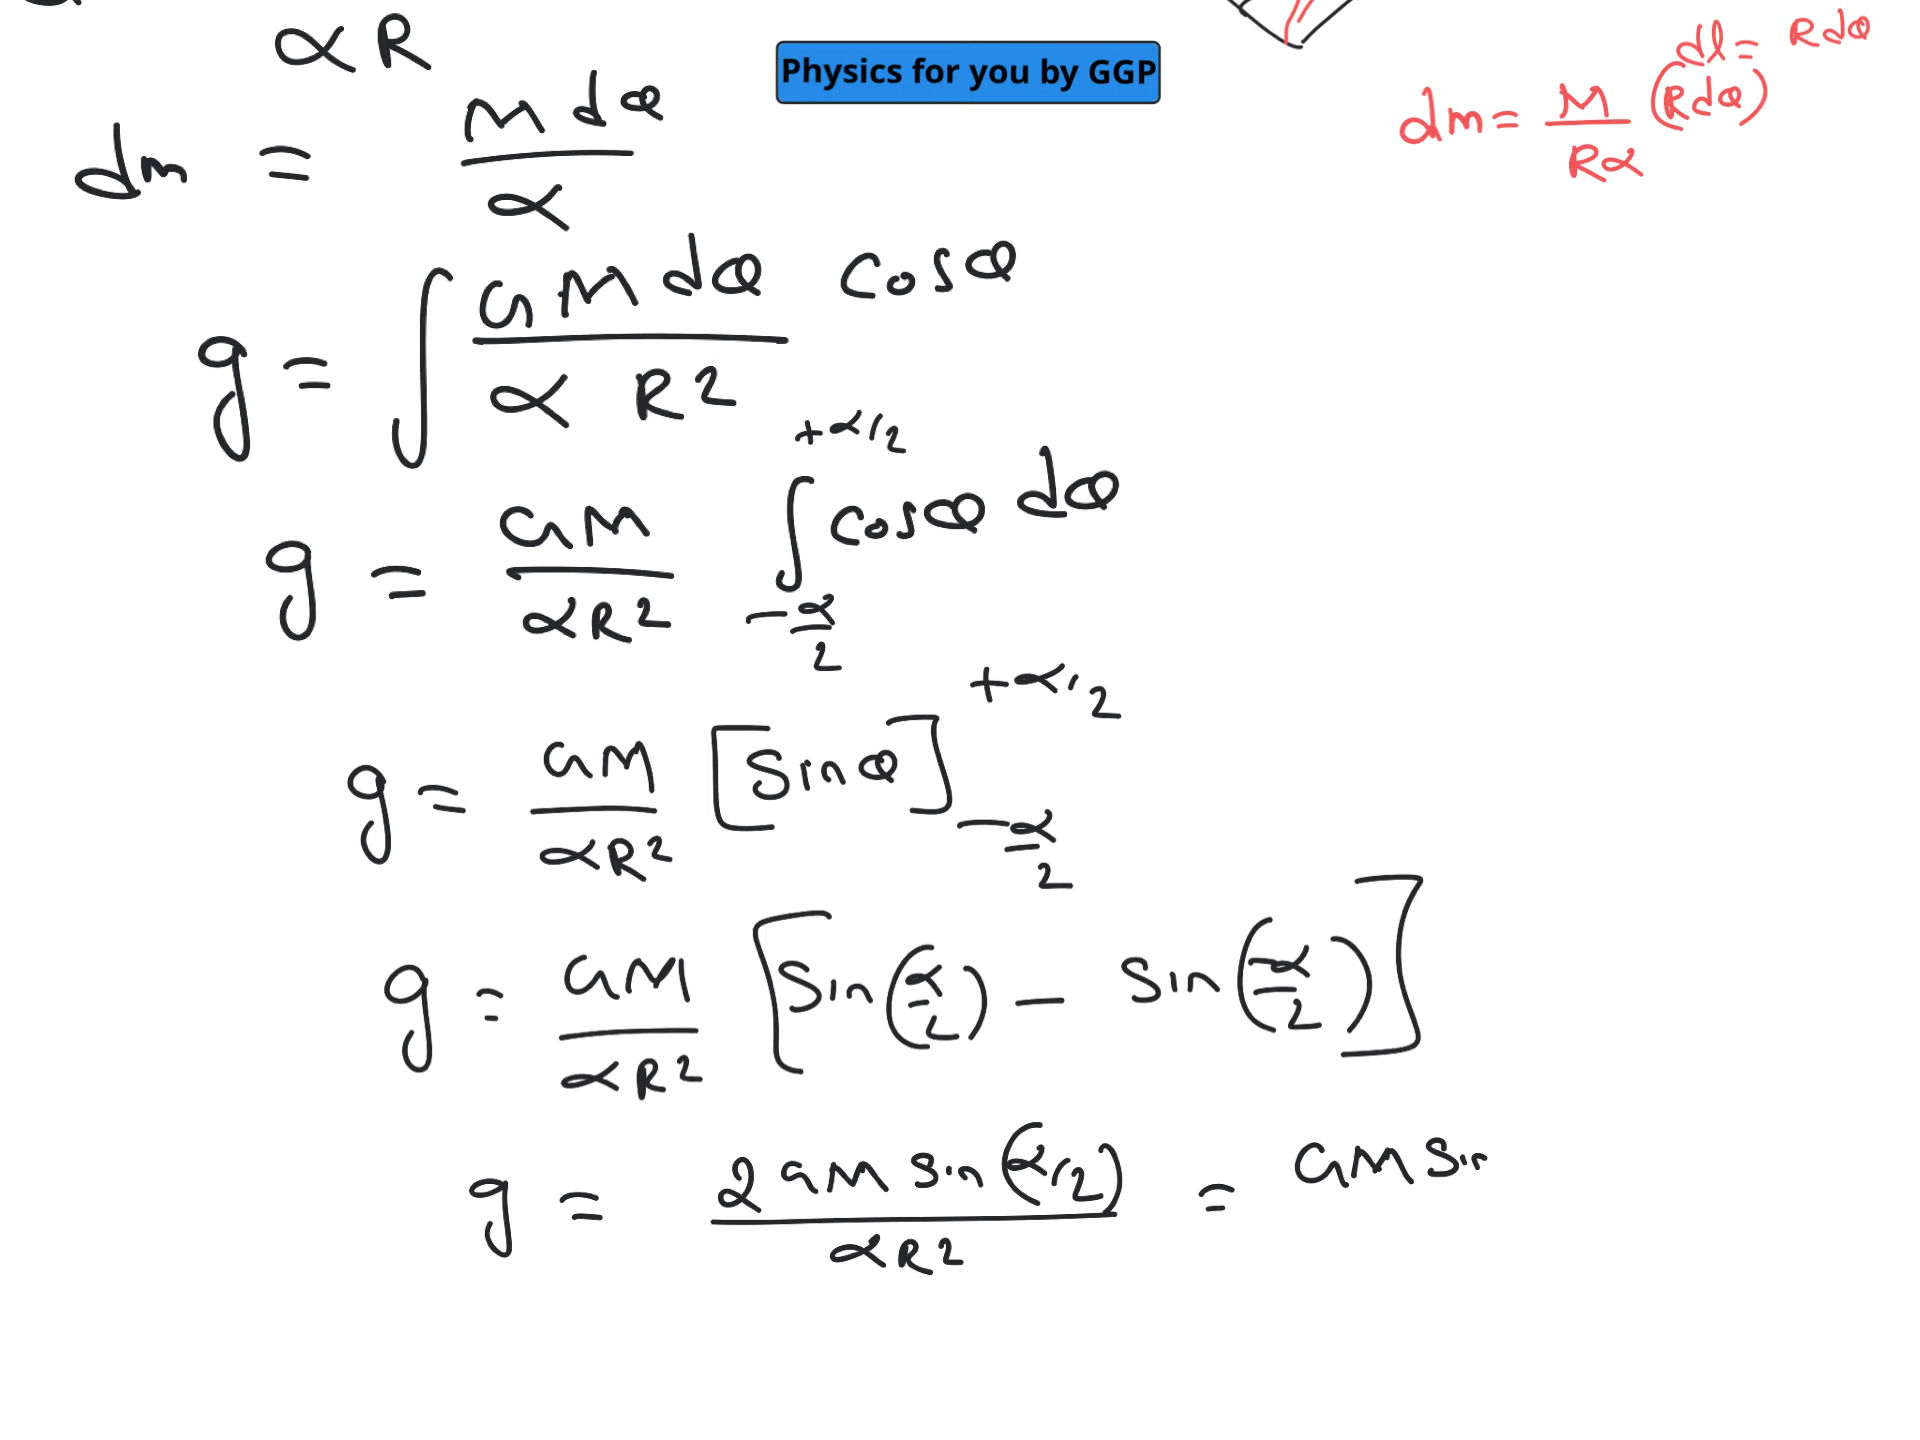 αR
Physics for you by GGP
dl = Rdθ
dm = M/Rα (Rdθ)
dm = M dθ / α
g = ∫ GM dθ cosθ / α R²
g = GM/αR² ∫_{-α/2}^{+α/2} cosθ dθ
g = GM/αR² [sinθ]_{-α/2}^{+α/2}
g = GM/αR² [sin(α/2) - sin(-α/2)]
g = 2GM sin(α/2) / αR² = GM sin